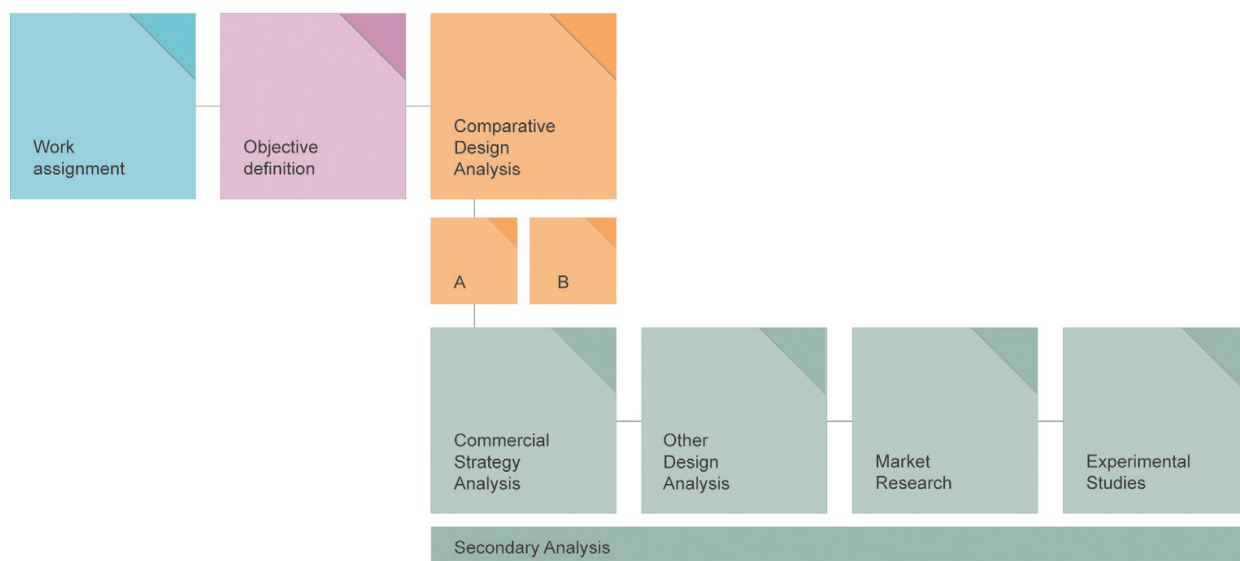 Work
assignment
Objective
definition
Comparative
Design
Analysis
A
B
Commercial
Strategy
Analysis
Other
Design
Analysis
Market
Research
Experimental
Studies
Secondary Analysis